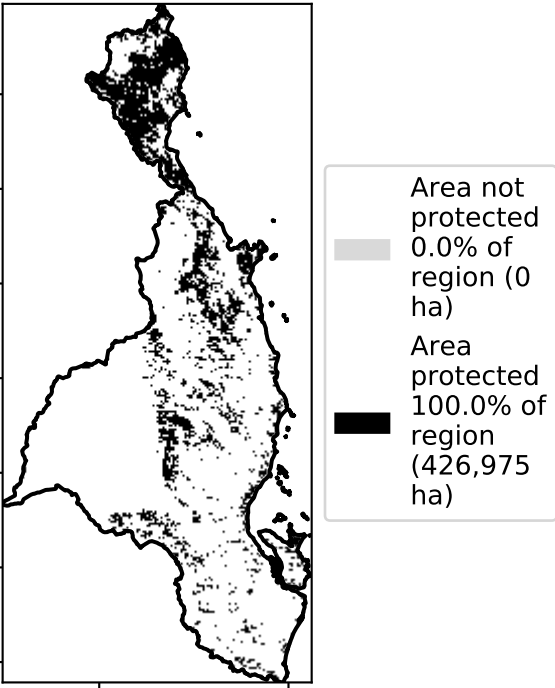 Area not
protected
0.0% of
region (0
ha)
Area
protected
100.0% of
region
(426,975
ha)